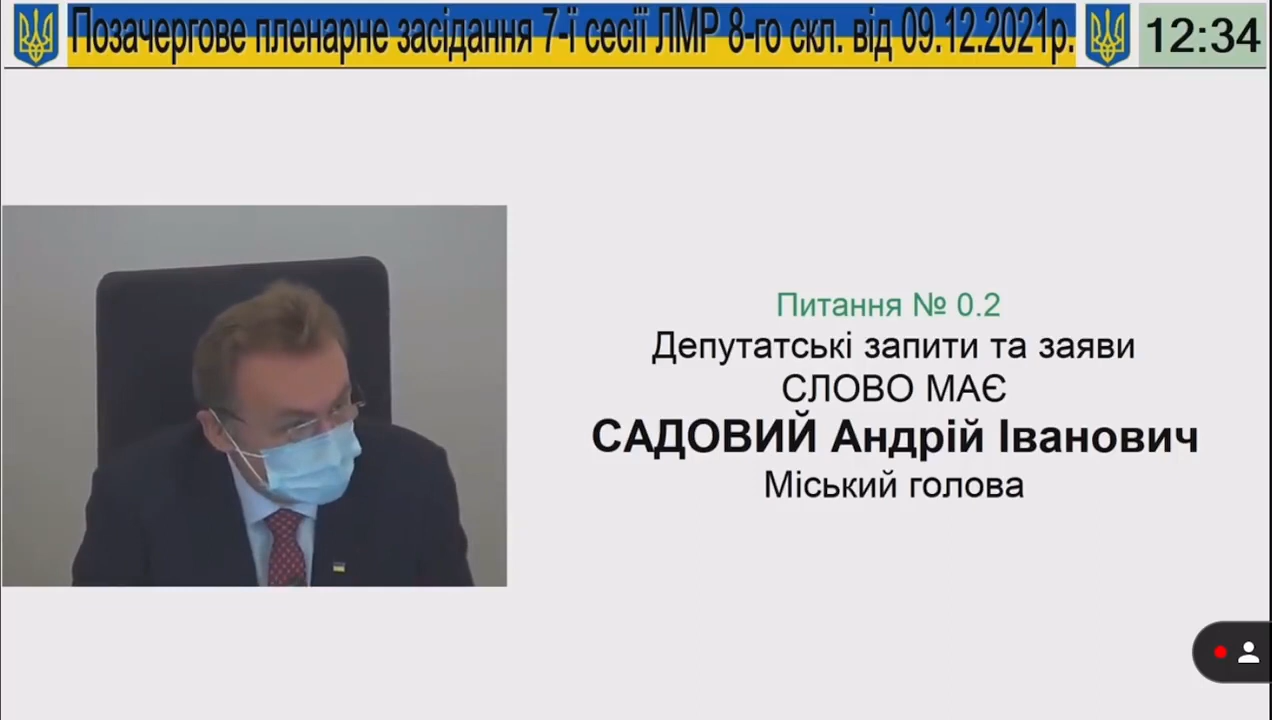 Позачергове пленарне засідання 7-ї сесії ЛМР 8-го скл. від 09.12.2021р.
12:34
Питання № 0.2
Депутатські запити та заяви
СЛОВО МАЄ
САДОВИЙ Андрій Іванович
Міський голова